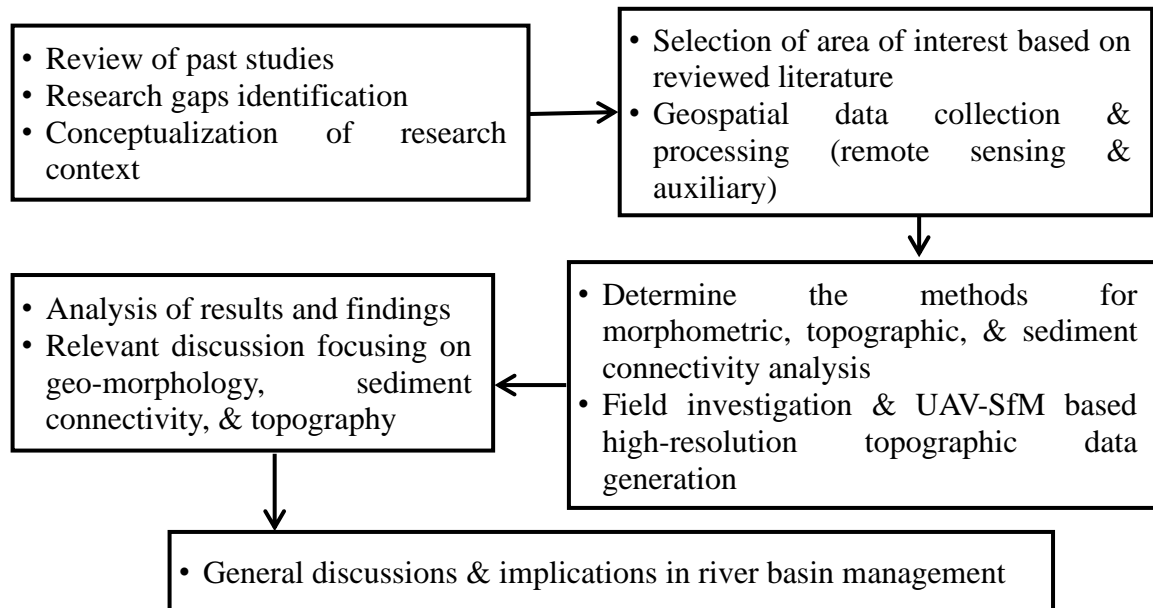 • Review of past studies
• Research gaps identification
• Conceptualization of research
context
• Selection of area of interest based on
reviewed literature
• Geospatial data collection &
processing (remote sensing &
auxiliary)
• Determine the methods for
morphometric, topographic, & sediment
connectivity analysis
• Field investigation & UAV-SfM based
high-resolution topographic data
generation
• Analysis of results and findings
• Relevant discussion focusing on
geo-morphology, sediment
connectivity, & topography
• General discussions & implications in river basin management